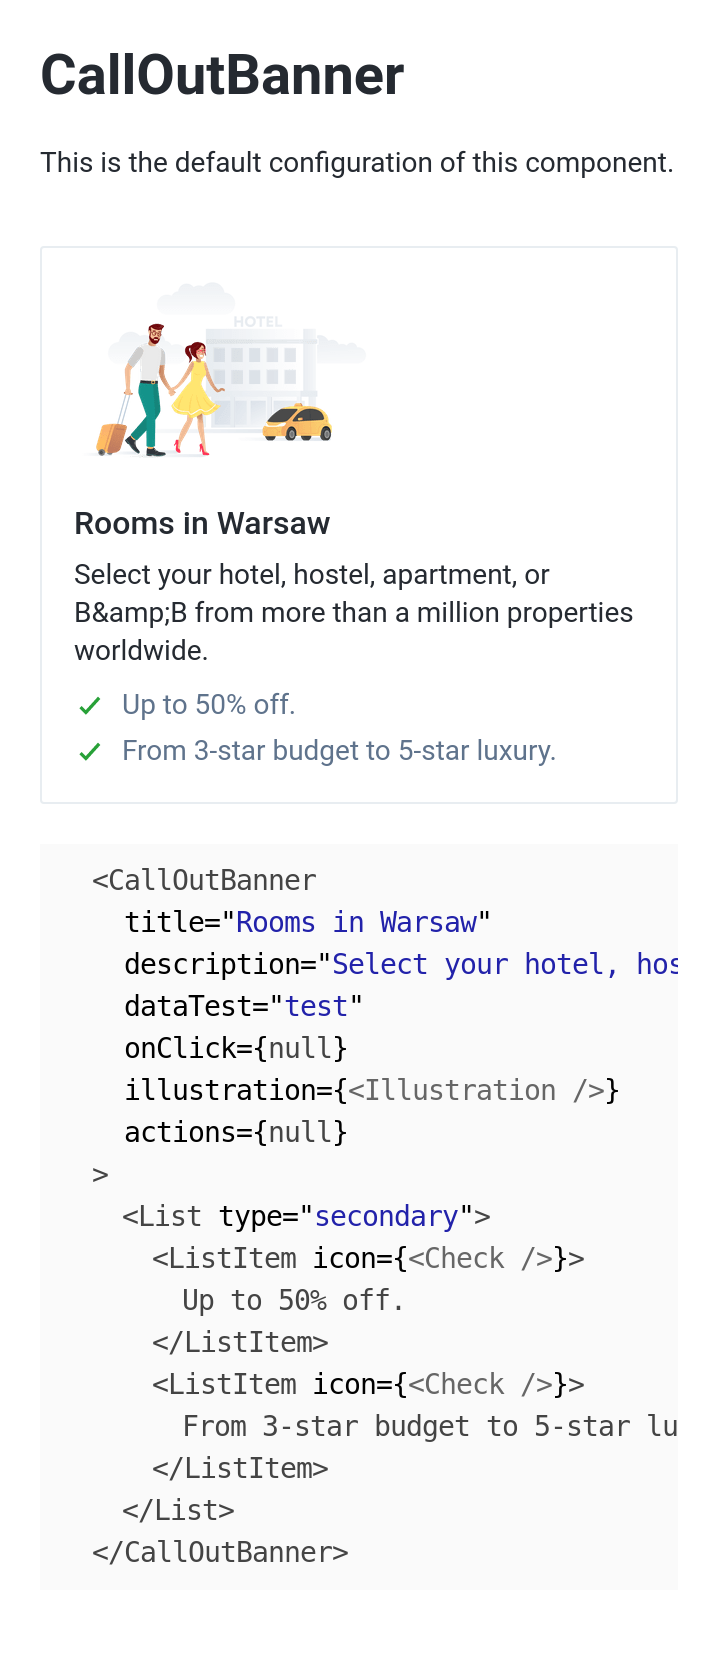 CallOutBanner
This is the default configuration of this component.
HOTEL
Rooms in Warsaw
Select your hotel, hostel, apartment, or
B&amp;B from more than a million properties
worldwide.
Up to 50% off.
From 3-star budget to 5-star luxury.
<CallOutBanner
title="Rooms in Warsaw"
description="Select your hotel, hos
dataTest="test"
onClick={null}
illustration={<Illustration />}
actions={null}
>
<List type="secondary">
<ListItem icon={<Check />}>
Up to 50% off.
</ListItem>
<ListItem icon={<Check />}>
From 3-star budget to 5-star lu
</ListItem>
</List>
</CallOutBanner>